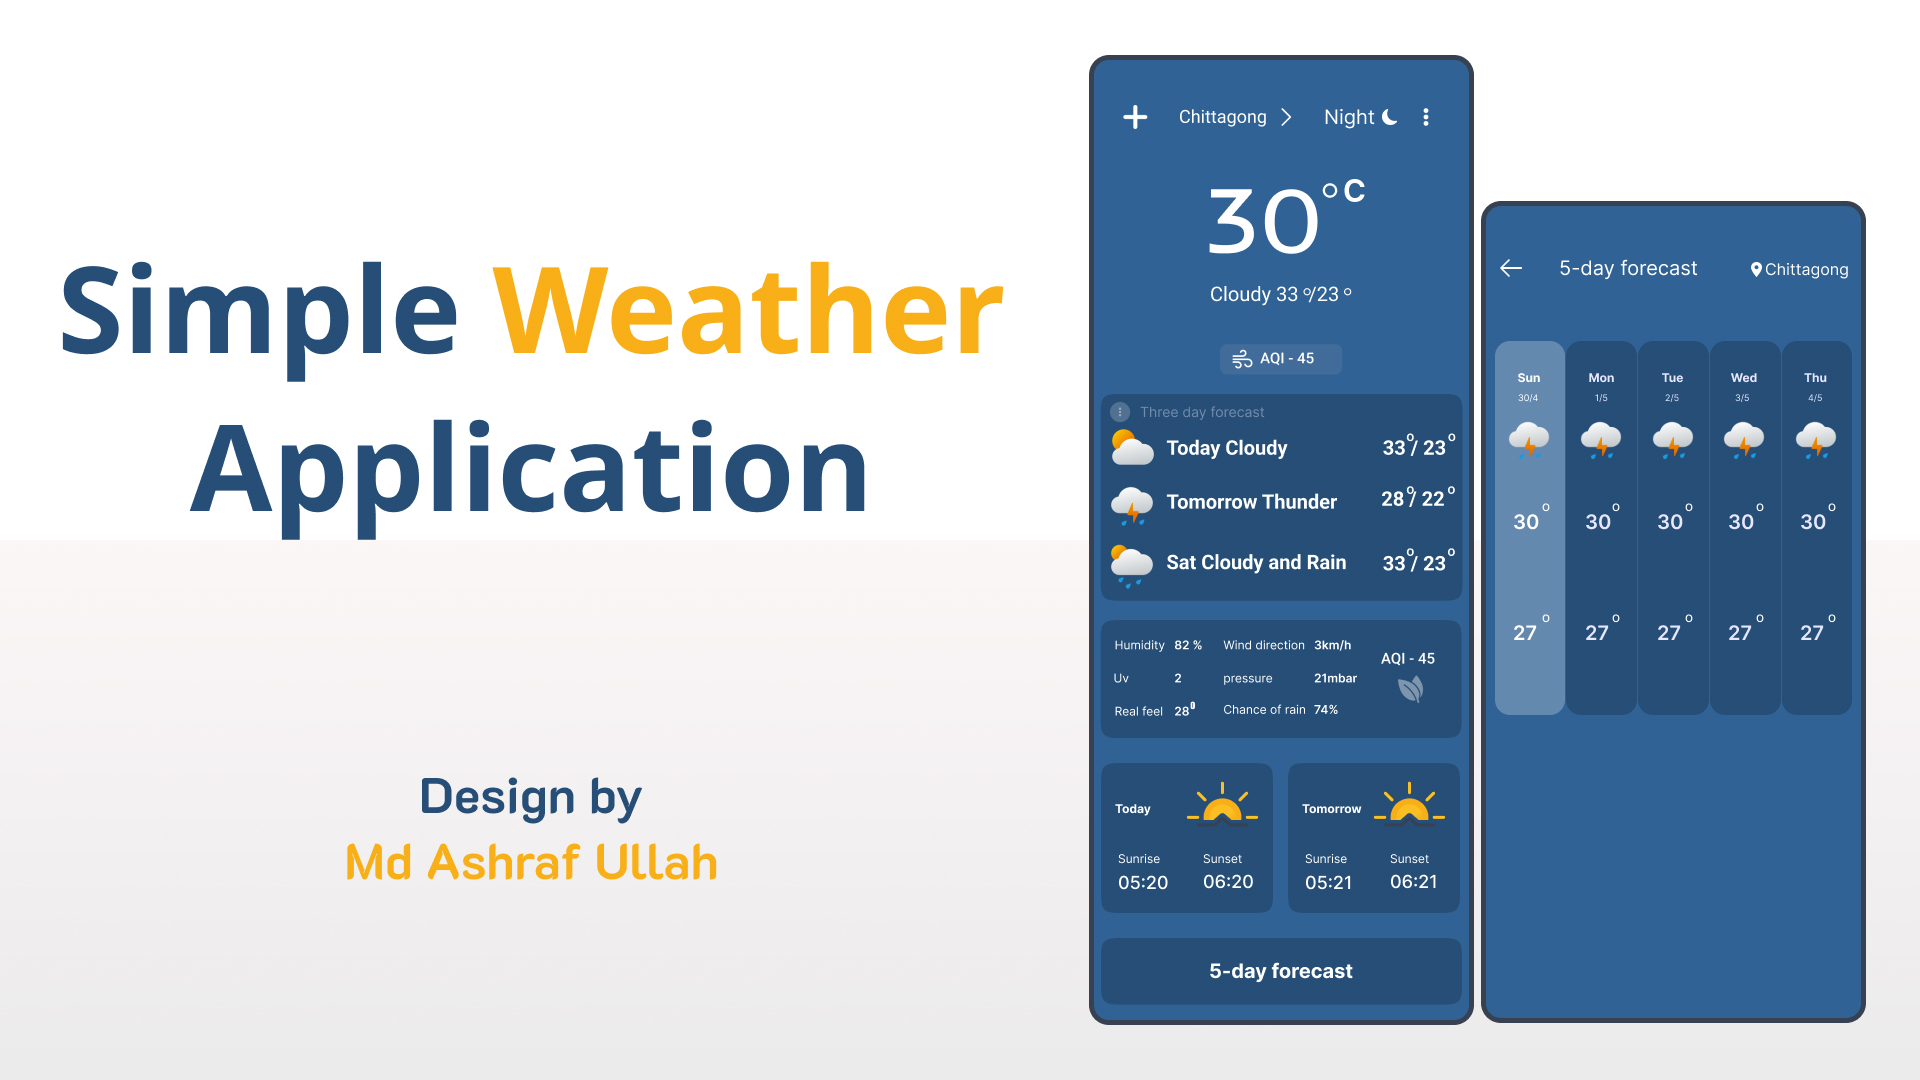 Simple Weather
Application
Design by
Md Ashraf Ullah
Chittagong Night
30°C
Cloudy 33 °/23 °
AQI - 45
Three day forecast
Today Cloudy 33°/ 23°
Tomorrow Thunder 28°/ 22°
Sat Cloudy and Rain 33°/ 23°
Humidity 82 % Wind direction 3km/h
AQI - 45
Uv 2 pressure 21mbar
Real feel 28⁰ Chance of rain 74%
Today
Sunrise Sunset
05:20 06:20
Tomorrow
Sunrise Sunset
05:21 06:21
5-day forecast
5-day forecast Chittagong
Sun Mon Tue Wed Thu
30/4 1/5 2/5 3/5 4/5
30° 30° 30° 30° 30°
27° 27° 27° 27° 27°